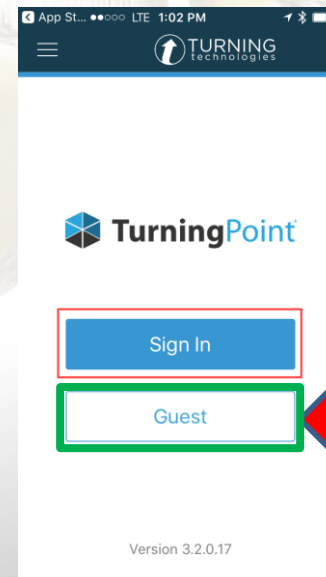 App St... LTE 1:02 PM
TURNING
technologies
TurningPoint
Sign In
Guest
Version 3.2.0.17